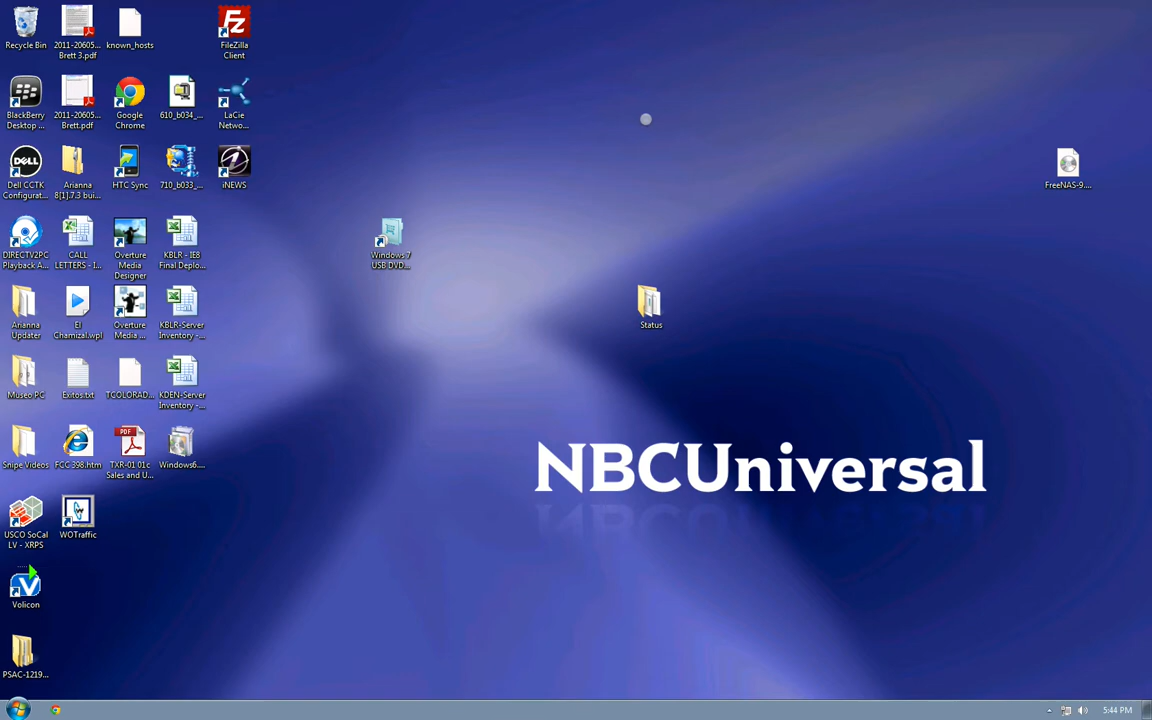 Recycle Bin
2011-20605...
Brett 3.pdf
known_hosts
FileZilla
Client
BlackBerry
Desktop ...
2011-20605...
Brett.pdf
Google
Chrome
610_b034_...
LaCie
Netwo...
Dell CCTK
Configurat...
Arianna
8[1].7.3 bui...
HTC Sync
710_b033_...
iNEWS
FreeNAS-9....
DIRECTV2PC
Playback A...
CALL
LETTERS - I...
Overture
Media
Designer
KBLR - IE8
Final Deplo...
Windows 7
USB DVD...
Arianna
Updater
El
Chamizal.wpl
Overture
Media ...
KBLR-Server
Inventory -...
Status
Museo PC
Exitos.txt
TCOLORAD...
KDEN-Server
Inventory -...
Snipe Videos
FCC 398.htm
PDF
TXR-01 01c
Sales and U...
Windows6....
NBCUniversal
USCO SoCal
LV - XRPS
WOTraffic
Volicon
PSAC-1219...
5:44 PM